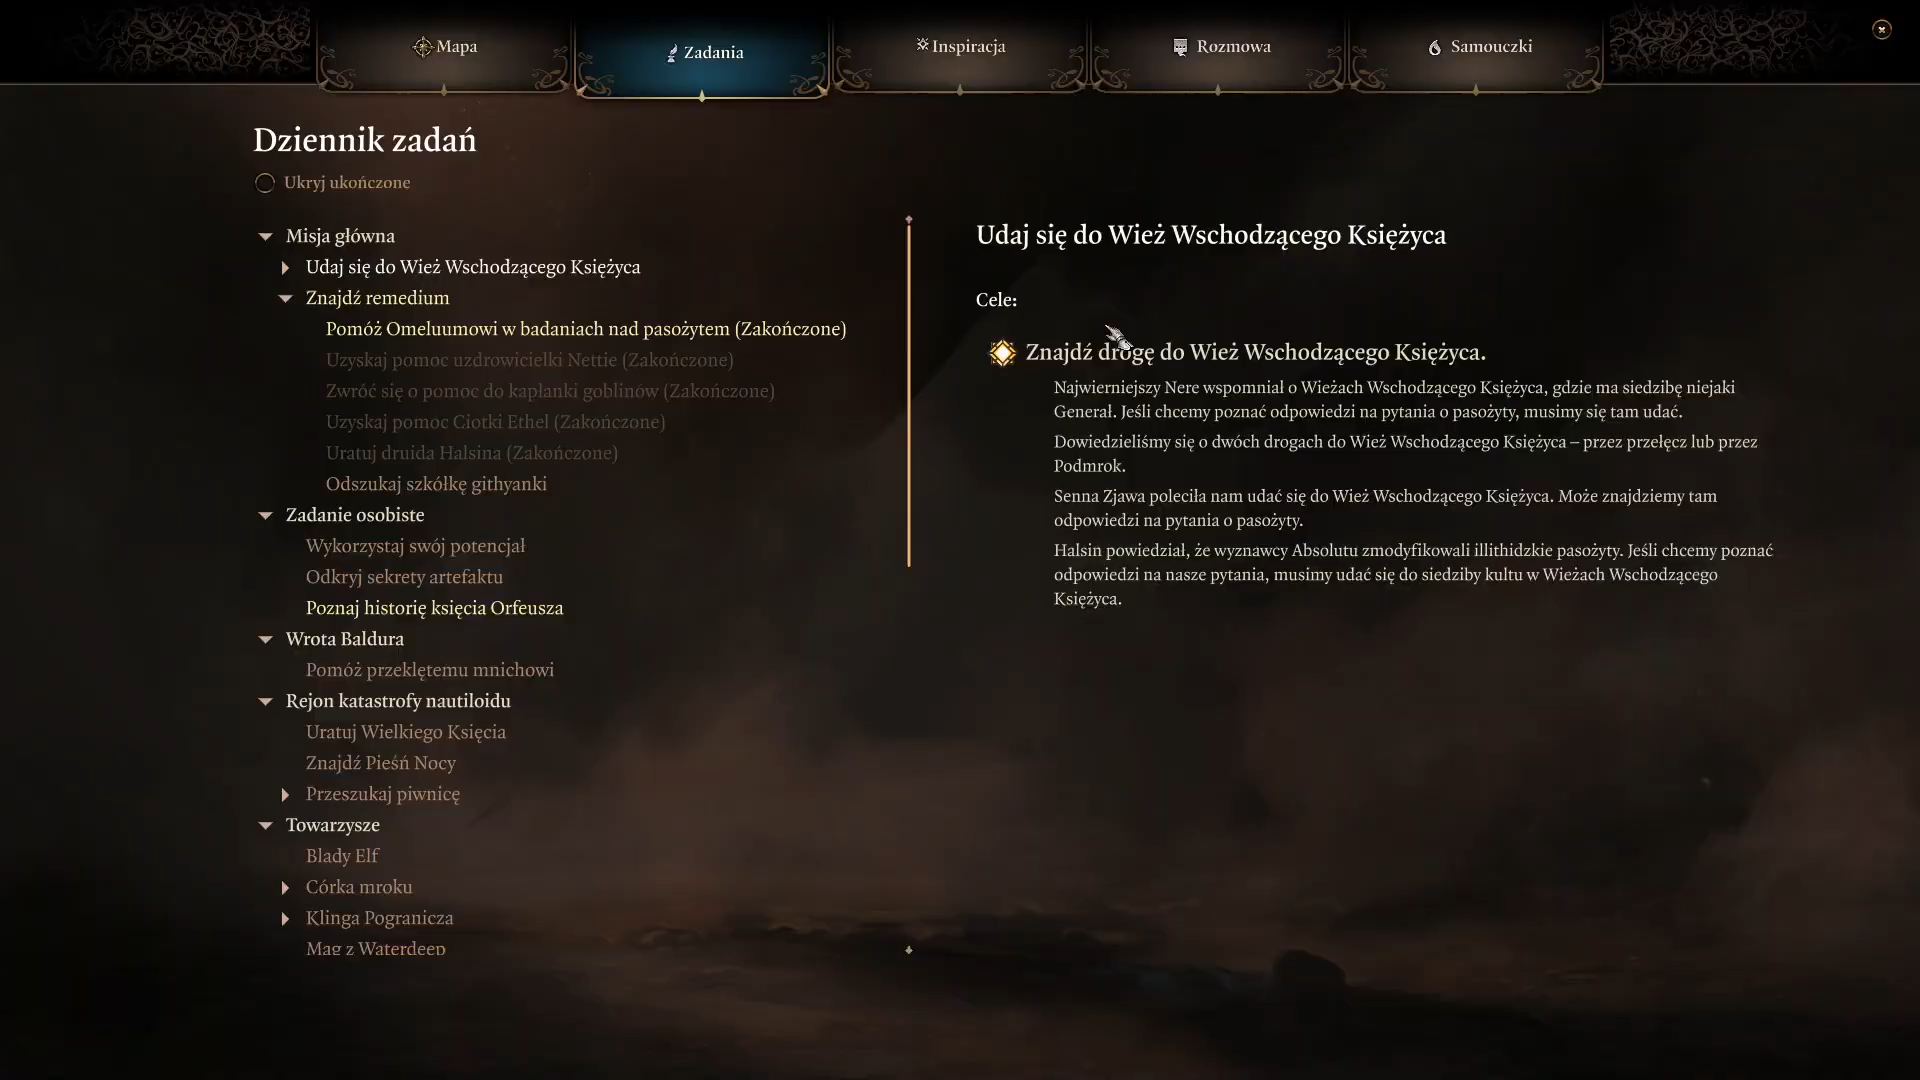 Mapa
Zadania
Inspiracja
Rozmowa
Samouczki
Dziennik zadań
Ukryj ukończone
Misja główna
Udaj się do Wież Wschodzącego Księżyca
Znajdź remedium
Pomóż Omeluumowi w badaniach nad pasożytem (Zakończone)
Uzyskaj pomoc uzdrowicielki Nettie (Zakończone)
Zwróć się o pomoc do kapłanki goblinów (Zakończone)
Uzyskaj pomoc Ciotki Ethel (Zakończone)
Uratuj druida Halsina (Zakończone)
Odszukaj szkółkę githyanki
Zadanie osobiste
Wykorzystaj swój potencjał
Odkryj sekrety artefaktu
Poznaj historię księcia Orfeusza
Wrota Baldura
Pomóż przeklętemu mnichowi
Rejon katastrofy nautiloidu
Uratuj Wielkiego Księcia
Znajdź Pieśń Nocy
Przeszukaj piwnicę
Towarzysze
Blady Elf
Córka mroku
Klinga Pogranicza
Mag z Waterdeep
Udaj się do Wież Wschodzącego Księżyca
Cele:
Znajdź drogę do Wież Wschodzącego Księżyca.
Najwierniejszy Nere wspomniał o Wieżach Wschodzącego Księżyca, gdzie ma siedzibę niejaki
Generał. Jeśli chcemy poznać odpowiedzi na pytania o pasożyty, musimy się tam udać.
Dowiedzieliśmy się o dwóch drogach do Wież Wschodzącego Księżyca – przez przełęcz lub przez
Podmrok.
Senna Zjawa poleciła nam udać się do Wież Wschodzącego Księżyca. Może znajdziemy tam
odpowiedzi na pytania o pasożyty.
Halsin powiedział, że wyznawcy Absolutu zmodyfikowali illithidzkie pasożyty. Jeśli chcemy poznać
odpowiedzi na nasze pytania, musimy udać się do siedziby kultu w Wieżach Wschodzącego
Księżyca.